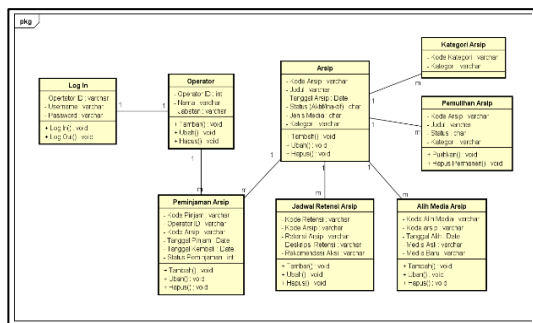 pkg
Log In
- Operator ID : varchar
- Username : varchar
- Password : varchar
+ Log In() : void
+ Log Out() : void
1
1
Operator
- Operator ID : int
- Nama : varchar
- Jabatan : varchar
+ Tambah() : void
+ Ubah() : void
+ Hapus() : void
1
m
Arsip
- Kode Arsip : varchar
- Judul : varchar
- Tanggal Arsip : Date
- Status (Aktif/Inaktif) : char
- Jenis Media : char
- Kategori : varchar
+ Tambah() : void
+ Ubah() : void
+ Hapus() : void
1
m
1
m
1
m
1
m
1
m
Kategori Arsip
- Kode Kategori : varchar
- Kategori : varchar
Pemulihan Arsip
- Kode Arsip : varchar
- Judul : varchar
- Status : char
- Kategori : varchar
+ Pulihkan() : void
+ Hapus Permanen() : void
Peminjaman Arsip
- Kode Pinjam : varchar
- Operator ID : varchar
- Kode Arsip : varchar
- Tanggal Pinjam : Date
- Tanggal Kembali : Date
- Status Peminjaman : int
+ Tambah() : void
+ Ubah() : void
+ Hapus() : void
Jadwal Retensi Arsip
- Kode Retensi : varchar
- Kode Arsip : varchar
- Retensi Arsip : varchar
- Deskripsi Retensi : varchar
- Rekomendasi Aksi : varchar
+ Tambah() : void
+ Ubah() : void
+ Hapus() : void
Alih Media Arsip
- Kode Alih Media : varchar
- Kode arsip : varchar
- Tanggal Alih : Date
- Media Asli : varchar
- Media Baru : varchar
+ Tambah() : void
+ Ubah() : void
+ Hapus() : void